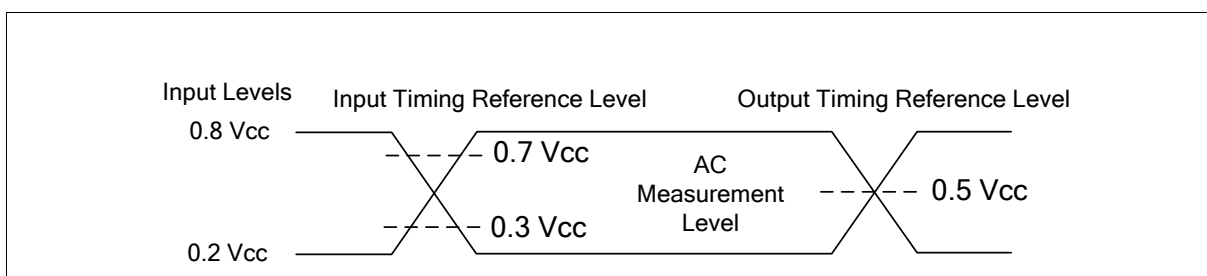 Input Levels
Input Timing Reference Level
Output Timing Reference Level
0.8 Vcc
0.7 Vcc
AC
Measurement
Level
0.5 Vcc
0.3 Vcc
0.2 Vcc